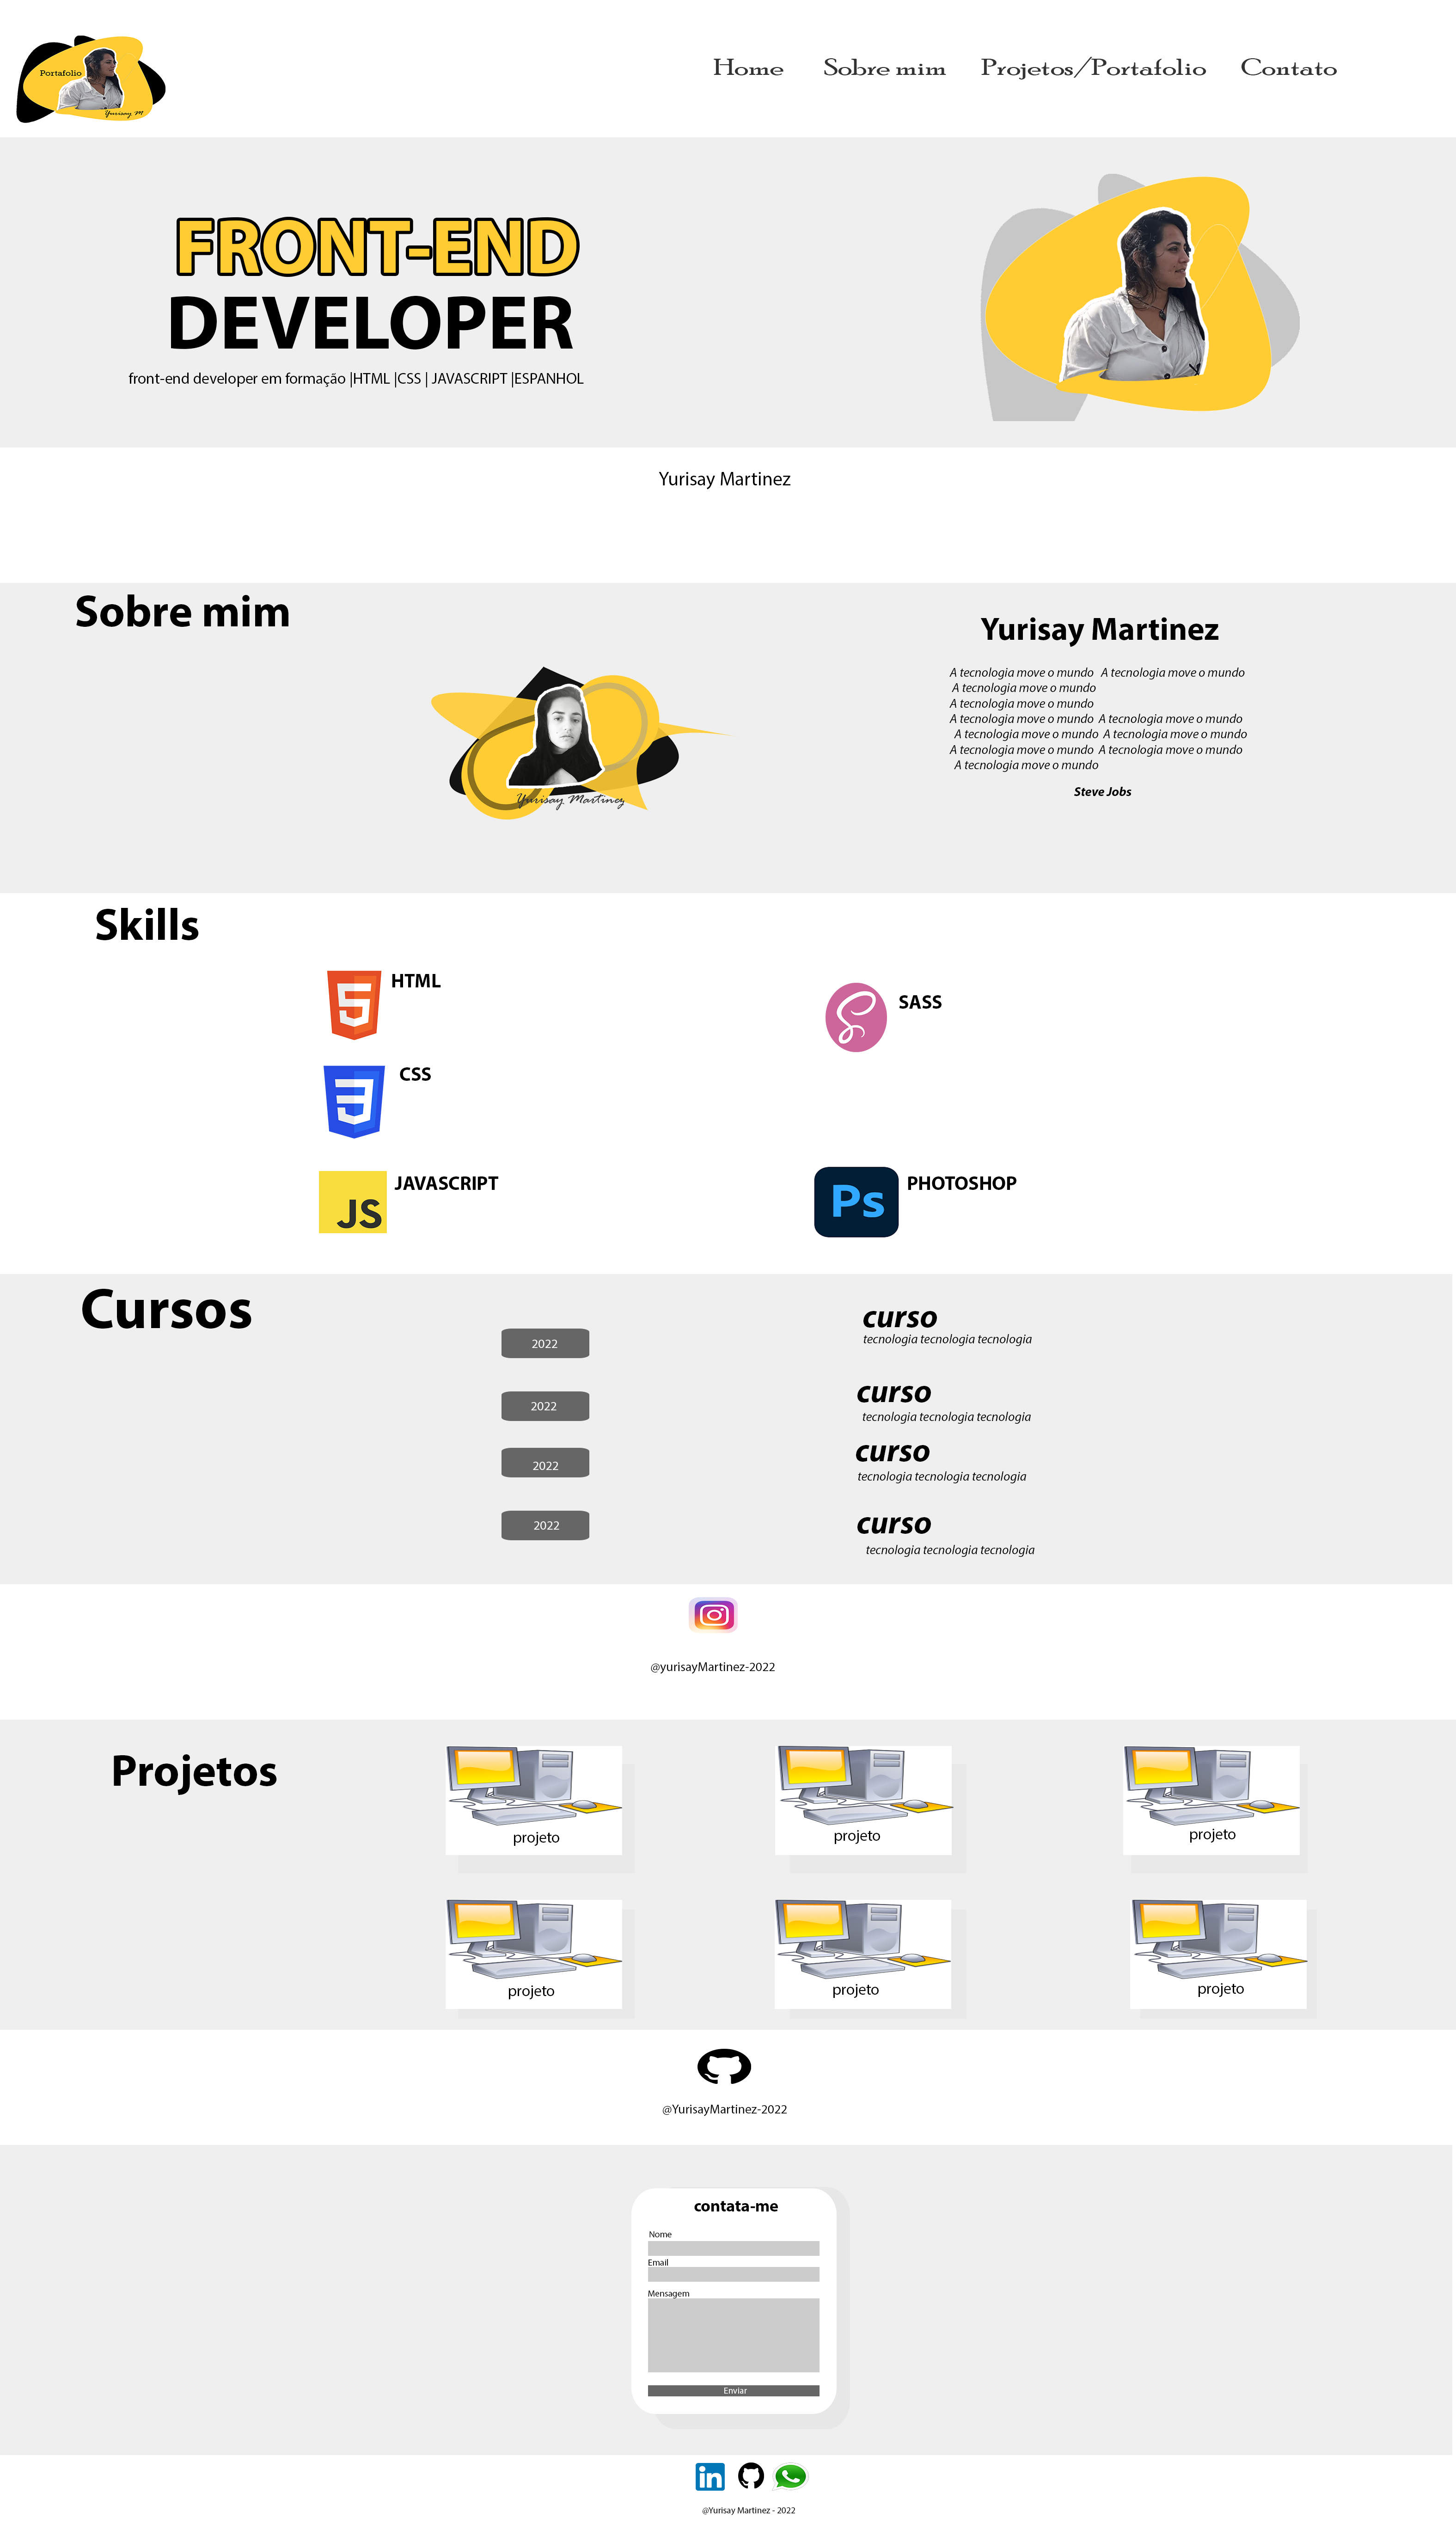 Portafolio
Yurisay M
Home Sobre mim Projetos/Portafolio Contato
FRONT-END
DEVELOPER
front-end developer em formação |HTML |CSS | JAVASCRIPT |ESPANHOL
Yurisay Martinez
Sobre mim
Yurisay Martinez
Yurisay Martinez
A tecnologia move o mundo A tecnologia move o mundo
A tecnologia move o mundo
A tecnologia move o mundo
A tecnologia move o mundo A tecnologia move o mundo
A tecnologia move o mundo A tecnologia move o mundo
A tecnologia move o mundo A tecnologia move o mundo
A tecnologia move o mundo
Steve Jobs
Skills
HTML
SASS
CSS
JS
JAVASCRIPT
Ps
PHOTOSHOP
Cursos
2022
curso
tecnologia tecnologia tecnologia
2022
curso
tecnologia tecnologia tecnologia
2022
curso
tecnologia tecnologia tecnologia
2022
curso
tecnologia tecnologia tecnologia
@yurisayMartinez-2022
Projetos
projeto
projeto
projeto
projeto
projeto
projeto
@YurisayMartinez-2022
contata-me
Nome
Email
Mensagem
Enviar
in
@Yurisay Martinez - 2022